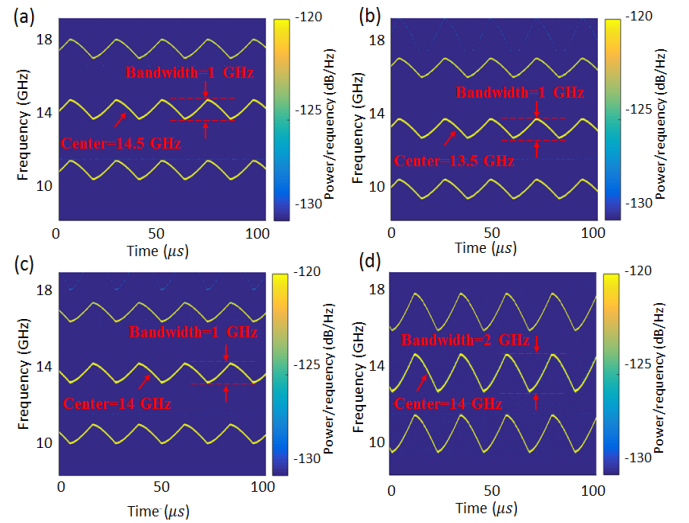 (a)
18
14
10
Frequency (GHz)
Bandwidth=1 GHz
Center=14.5 GHz
0
50
100
Time (μs)
-120
-125
-130
Power/requency (dB/Hz)
(b)
18
14
10
Frequency (GHz)
Bandwidth=1 GHz
Center=13.5 GHz
0
50
100
Time (μs)
-120
-125
-130
Power/requency (dB/Hz)
(c)
18
14
10
Frequency (GHz)
Bandwidth=1 GHz
Center=14 GHz
0
50
100
Time (μs)
-120
-125
-130
Power/requency (dB/Hz)
(d)
18
14
10
Frequency (GHz)
Bandwidth=2 GHz
Center=14 GHz
0
50
100
Time (μs)
-120
-125
-130
Power/requency (dB/Hz)